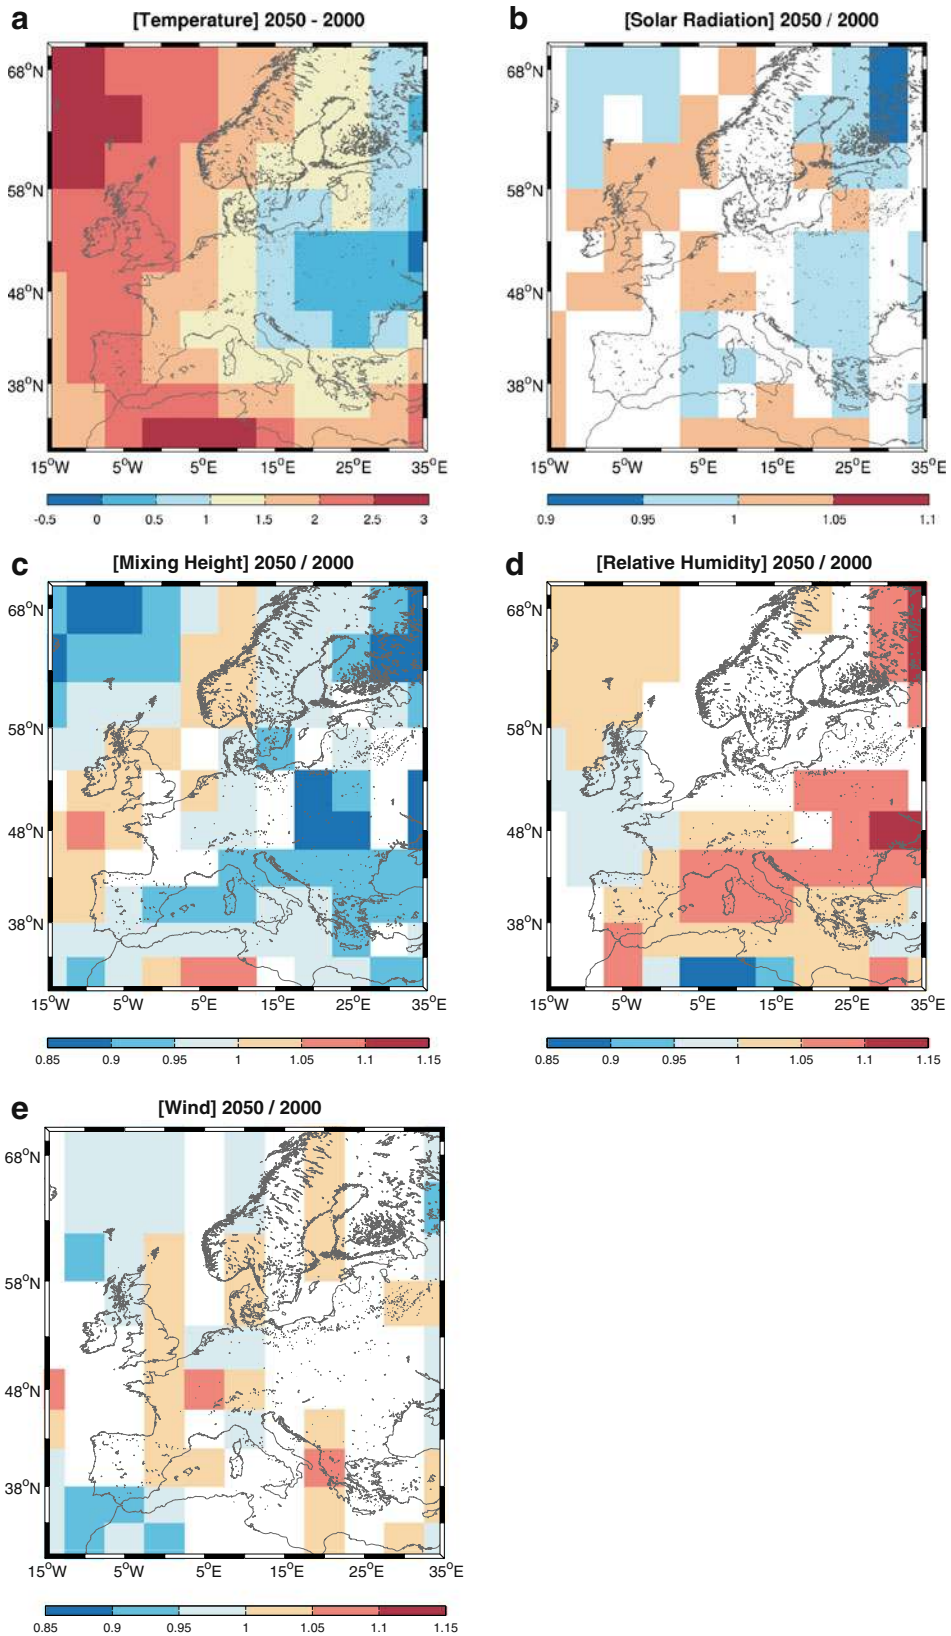 a [Temperature] 2050 - 2000
68°N
58°N
48°N
38°N
15°W 5°W 5°E 15°E 25°E 35°E
-0.5 0 0.5 1 1.5 2 2.5 3
b [Solar Radiation] 2050 / 2000
68°N
58°N
48°N
38°N
15°W 5°W 5°E 15°E 25°E 35°E
0.9 0.95 1 1.05 1.1
c [Mixing Height] 2050 / 2000
68°N
58°N
48°N
38°N
15°W 5°W 5°E 15°E 25°E 35°E
0.85 0.9 0.95 1 1.05 1.1 1.15
d [Relative Humidity] 2050 / 2000
68°N
58°N
48°N
38°N
15°W 5°W 5°E 15°E 25°E 35°E
0.85 0.9 0.95 1 1.05 1.1 1.15
e [Wind] 2050 / 2000
68°N
58°N
48°N
38°N
15°W 5°W 5°E 15°E 25°E 35°E
0.85 0.9 0.95 1 1.05 1.1 1.15